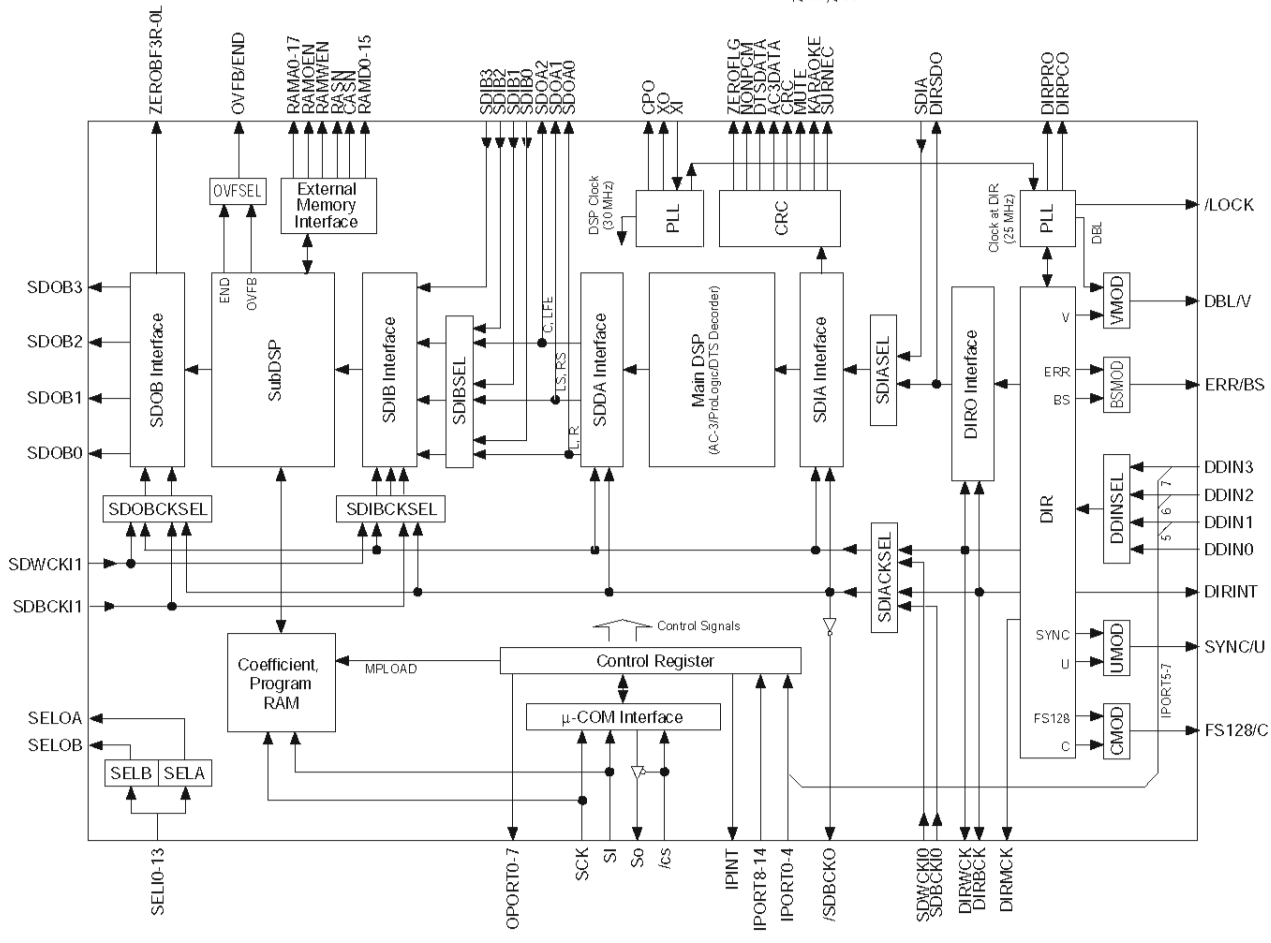 ZEROBF3R-0L
OVFB/END
RAMA0-17
RAMOEN
RAMWEN
RASN
CASN
RAMD0-15
SDIB3
SDIB2
SDIB1
SDIB0
SDOA2
SDOA1
SDOA0
CPO
XO
XI
ZEROFLG
NONPCM
DTSDATA
AC3DATA
CRC
MUTE
KARAOKE
SURNEC
SDIA
DIRSDO
DIRPRO
DIRPCO
OVFSEL
External
Memory
Interface
DSP Clock
(30 MHz)
PLL
CRC
Clock at DIR
(25 MHz)
PLL
DBL
/LOCK
SDOB3
SDOB2
SDOB1
SDOB0
SDOB Interface
END
OVFB
SubDSP
SDIB Interface
SDIBSEL
C, LFE
LS, RS
L, R
SDDA Interface
Main DSP
(AC-3/ProLogic/DTS Decorder)
SDIA Interface
SDIASEL
DIRO Interface
DIR
V
VMOD
DBL/V
ERR
BS
BSMOD
ERR/BS
DDINSEL
7
6
5
DDIN3
DDIN2
DDIN1
DDIN0
SDOBCKSEL
SDIBCKSEL
SDWCKI1
SDBCKI1
SDIACKSEL
DIRINT
Control Signals
Coefficient,
Program
RAM
MPLOAD
Control Register
µ-COM Interface
SYNC
U
UMOD
SYNC/U
IPORT5-7
FS128
C
CMOD
FS128/C
SELOA
SELOB
SELB
SELA
SELI0-13
OPORT0-7
SCK
SI
So
/cs
IPINT
IPORT8-14
IPORT0-4
/SDBCKO
SDWCKI0
SDBCKI0
DIRWCK
DIRBCK
DIRMCK